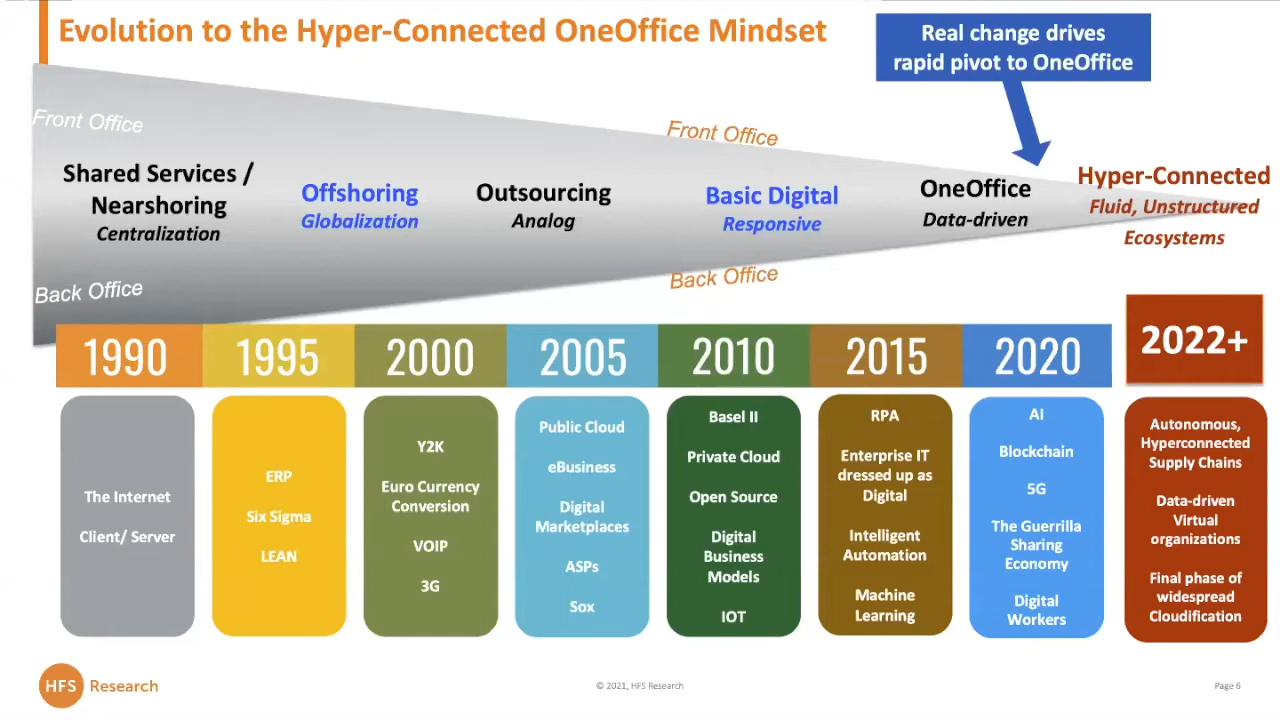 Evolution to the Hyper-Connected OneOffice Mindset
Real change drives
rapid pivot to OneOffice
Front Office
Front Office
Shared Services /
Nearshoring
Centralization
Offshoring
Globalization
Outsourcing
Analog
Basic Digital
Responsive
OneOffice
Data-driven
Hyper-Connected
Fluid, Unstructured
Ecosystems
Back Office
Back Office
1990
1995
2000
2005
2010
2015
2020
2022+
The Internet
Client/ Server
ERP
Six Sigma
LEAN
Y2K
Euro Currency
Conversion
VOIP
3G
Public Cloud
eBusiness
Digital
Marketplaces
ASPs
Sox
Basel II
Private Cloud
Open Source
Digital
Business
Models
IOT
RPA
Enterprise IT
dressed up as
Digital
Intelligent
Automation
Machine
Learning
AI
Blockchain
5G
The Guerrilla
Sharing
Economy
Digital
Workers
Autonomous,
Hyperconnected
Supply Chains
Data-driven
Virtual
organizations
Final phase of
widespread
Cloudification
HFS Research
© 2021, HFS Research
Page 6